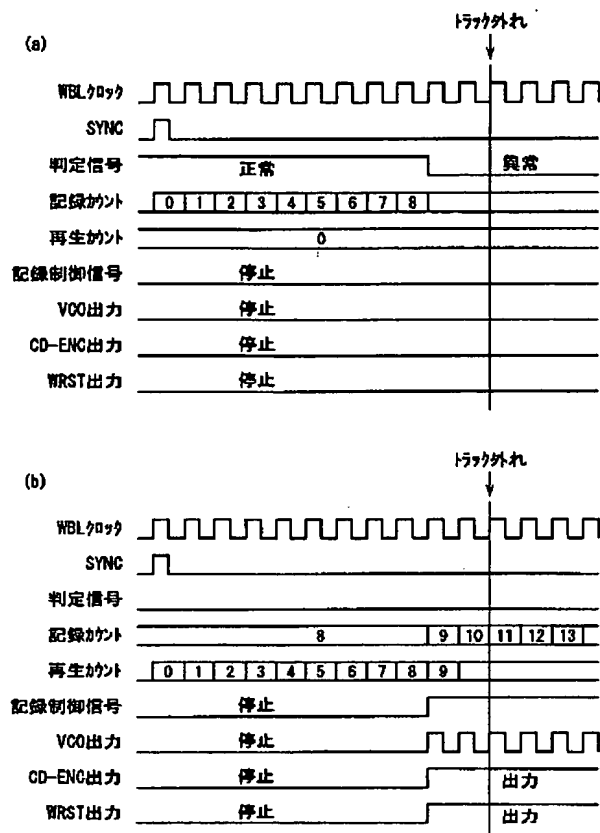 トラック外れ
(a)
WBLクロック
SYNC
判定信号 正常 異常
記録カウント 0 1 2 3 4 5 6 7 8
再生カウント 0
記録制御信号 停止
VCO出力 停止
CD-ENC出力 停止
WRST出力 停止
トラック外れ
(b)
WBLクロック
SYNC
判定信号
記録カウント 8 9 10 11 12 13
再生カウント 0 1 2 3 4 5 6 7 8 9
記録制御信号 停止
VCO出力 停止
CD-ENC出力 停止 出力
WRST出力 停止 出力